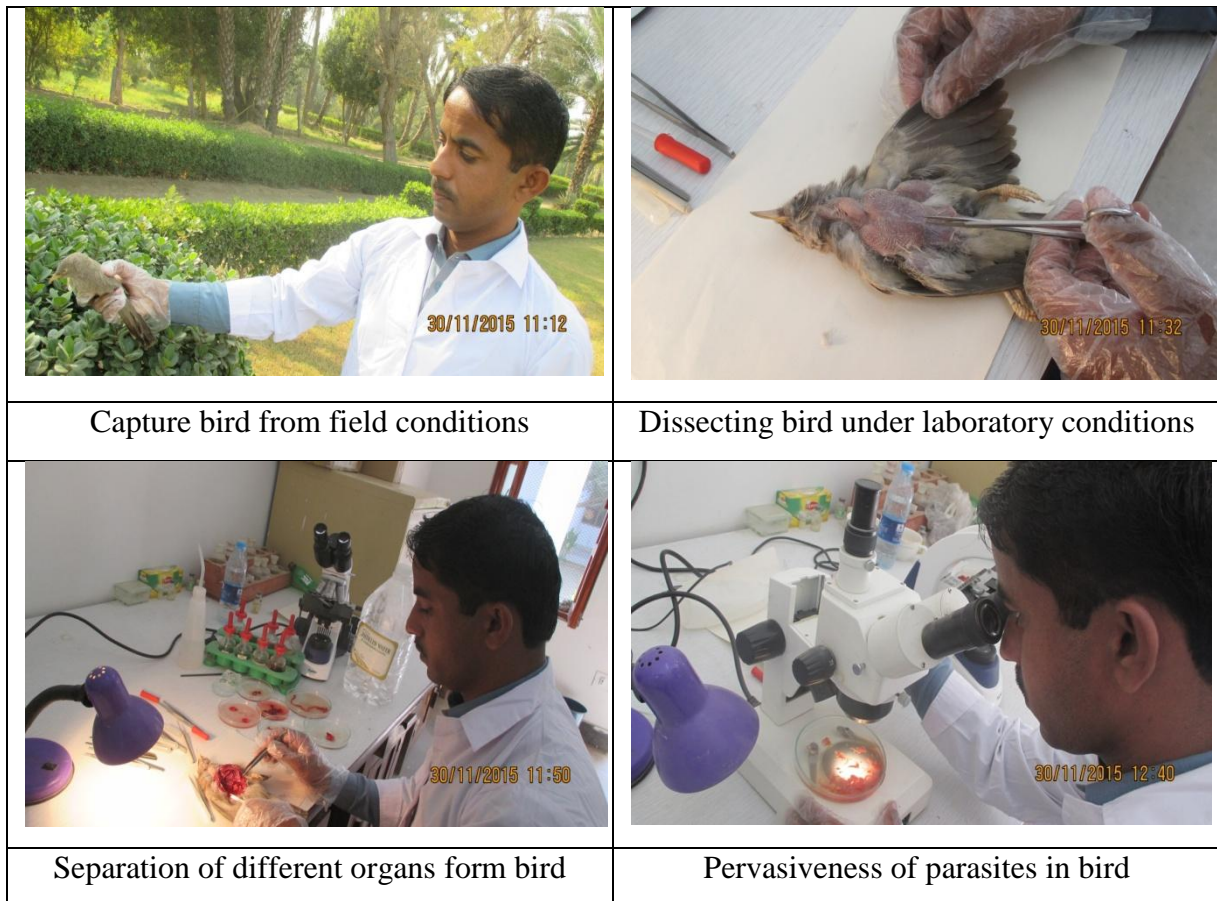 30/11/2015 11:12
30/11/2015 11:32
Capture bird from field conditions
Dissecting bird under laboratory conditions
30/11/2015 11:50
30/11/2015 12:40
Separation of different organs form bird
Pervasiveness of parasites in bird